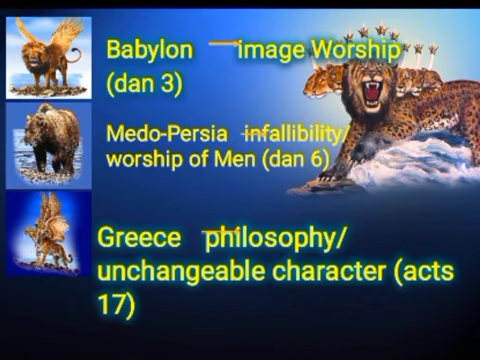 Babylon image Worship
(dan 3)
Medo-Persia infallibility/
worship of Men (dan 6)
Greece philosophy/
unchangeable character (acts
17)